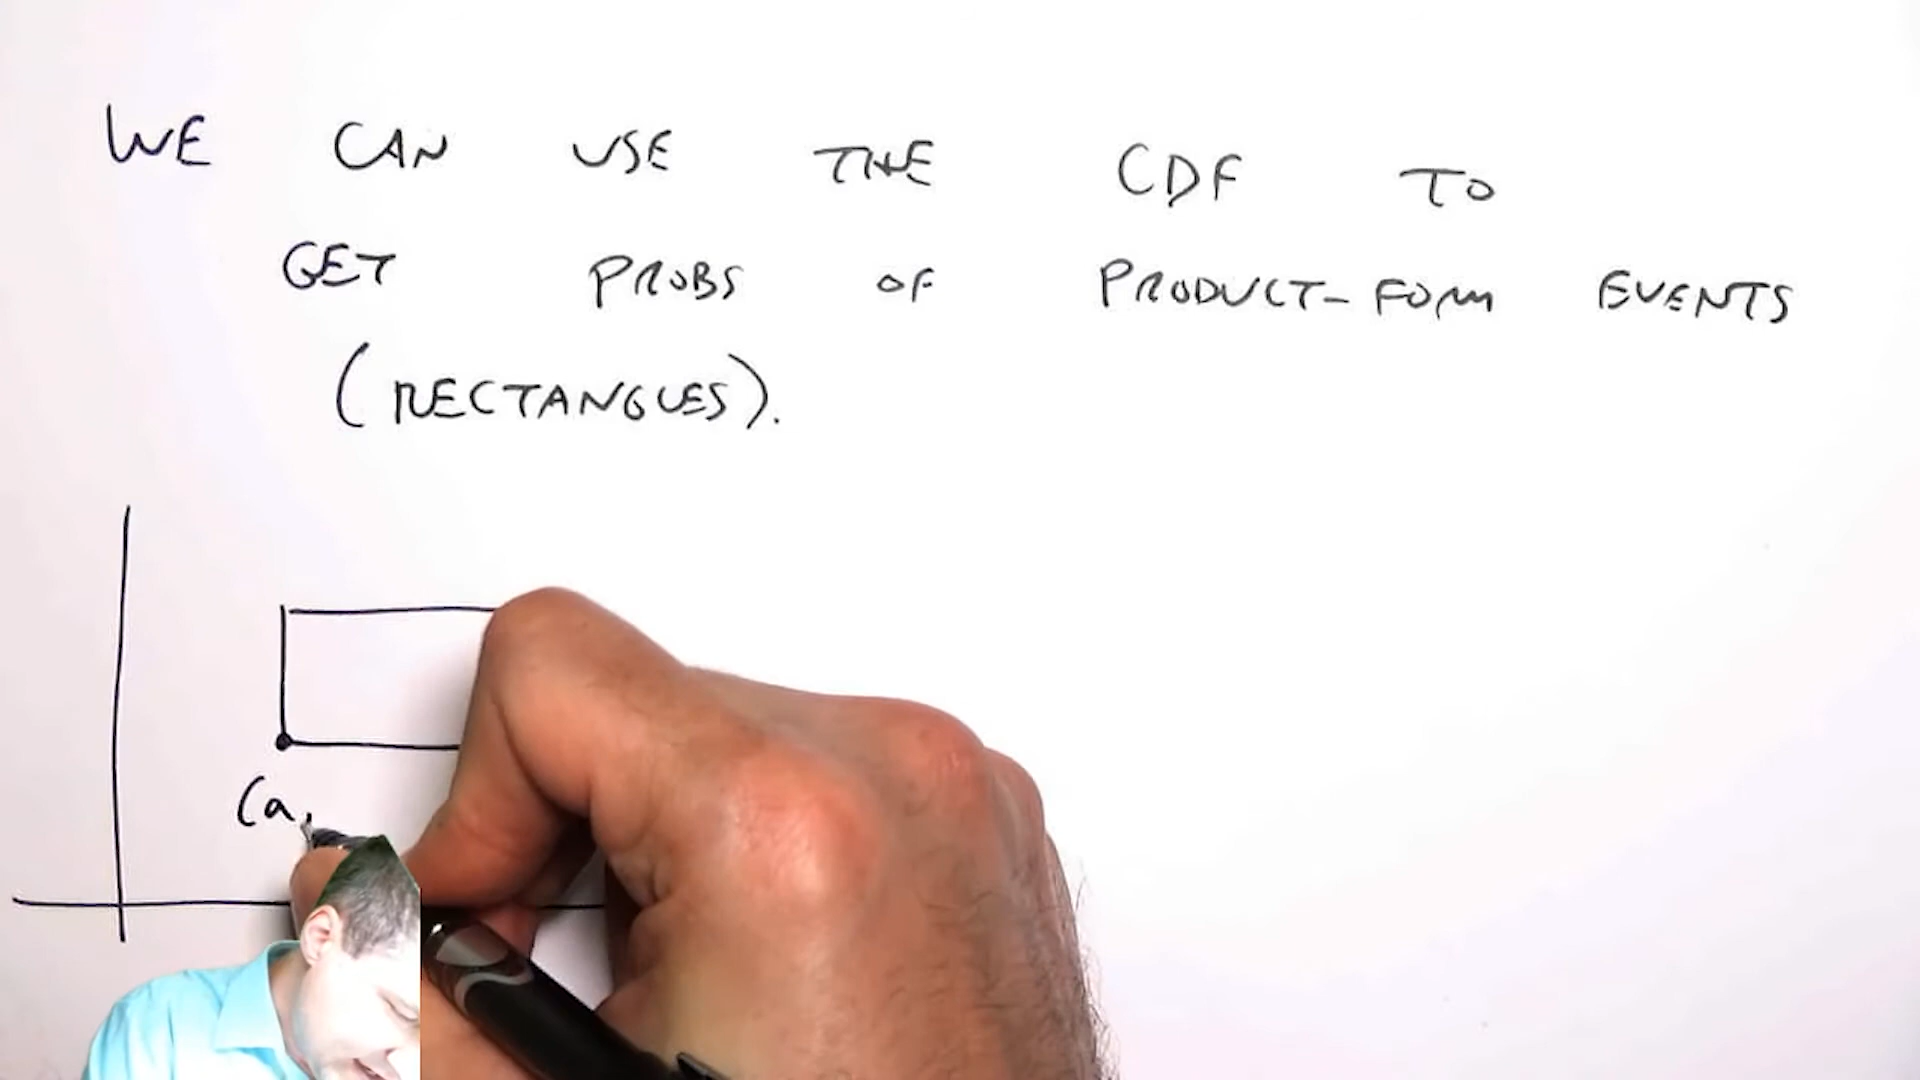 WE CAN USE THE CDF TO
GET PROBS OF PRODUCT-FORM EVENTS
(RECTANGLES).
(a,